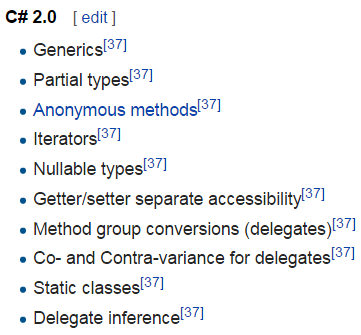 C# 2.0 [ edit ]
Generics[37]
Partial types[37]
Anonymous methods[37]
Iterators[37]
Nullable types[37]
Getter/setter separate accessibility[37]
Method group conversions (delegates)[37]
Co- and Contra-variance for delegates[37]
Static classes[37]
Delegate inference[37]